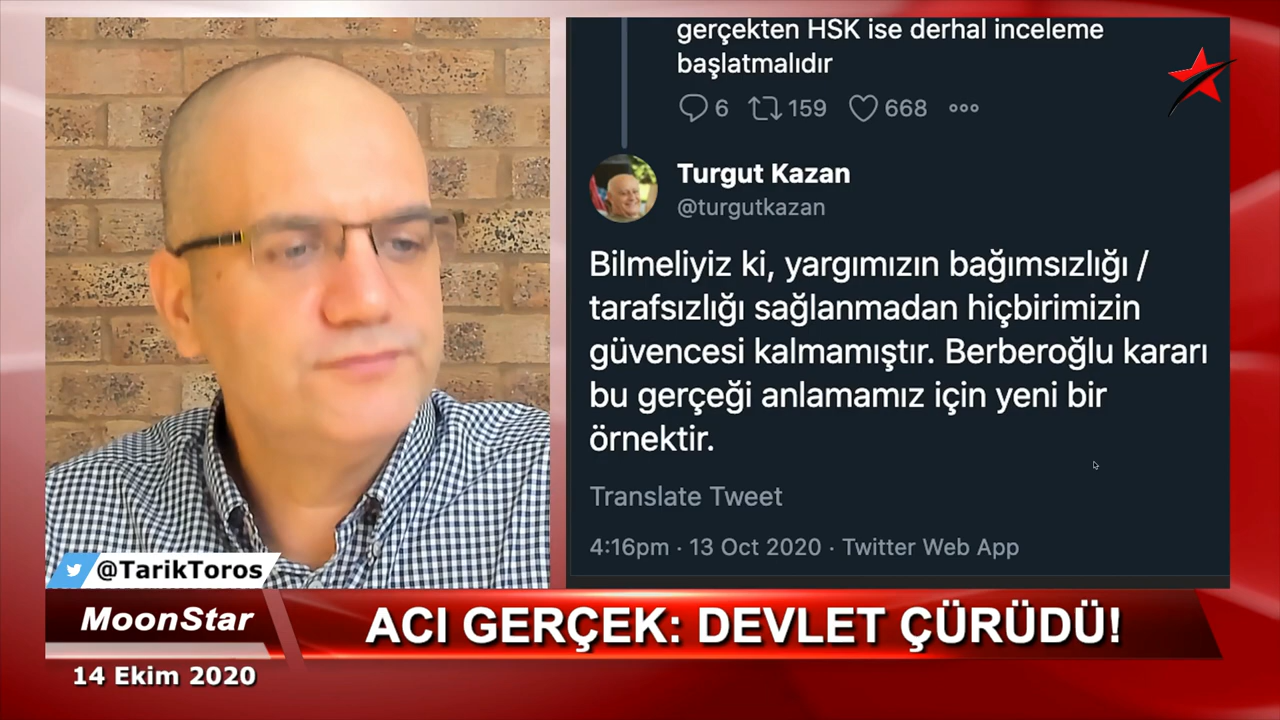 gerçekten HSK ise derhal inceleme
başlatmalıdır
6 159 668
Turgut Kazan
@turgutkazan
Bilmeliyiz ki, yargımızın bağımsızlığı /
tarafsızlığı sağlanmadan hiçbirimizin
güvencesi kalmamıştır. Berberoğlu kararı
bu gerçeği anlamamız için yeni bir
örnektir.
Translate Tweet
4:16pm · 13 Oct 2020 · Twitter Web App
@TarikToros
MoonStar
ACI GERÇEK: DEVLET ÇÜRÜDÜ!
14 Ekim 2020